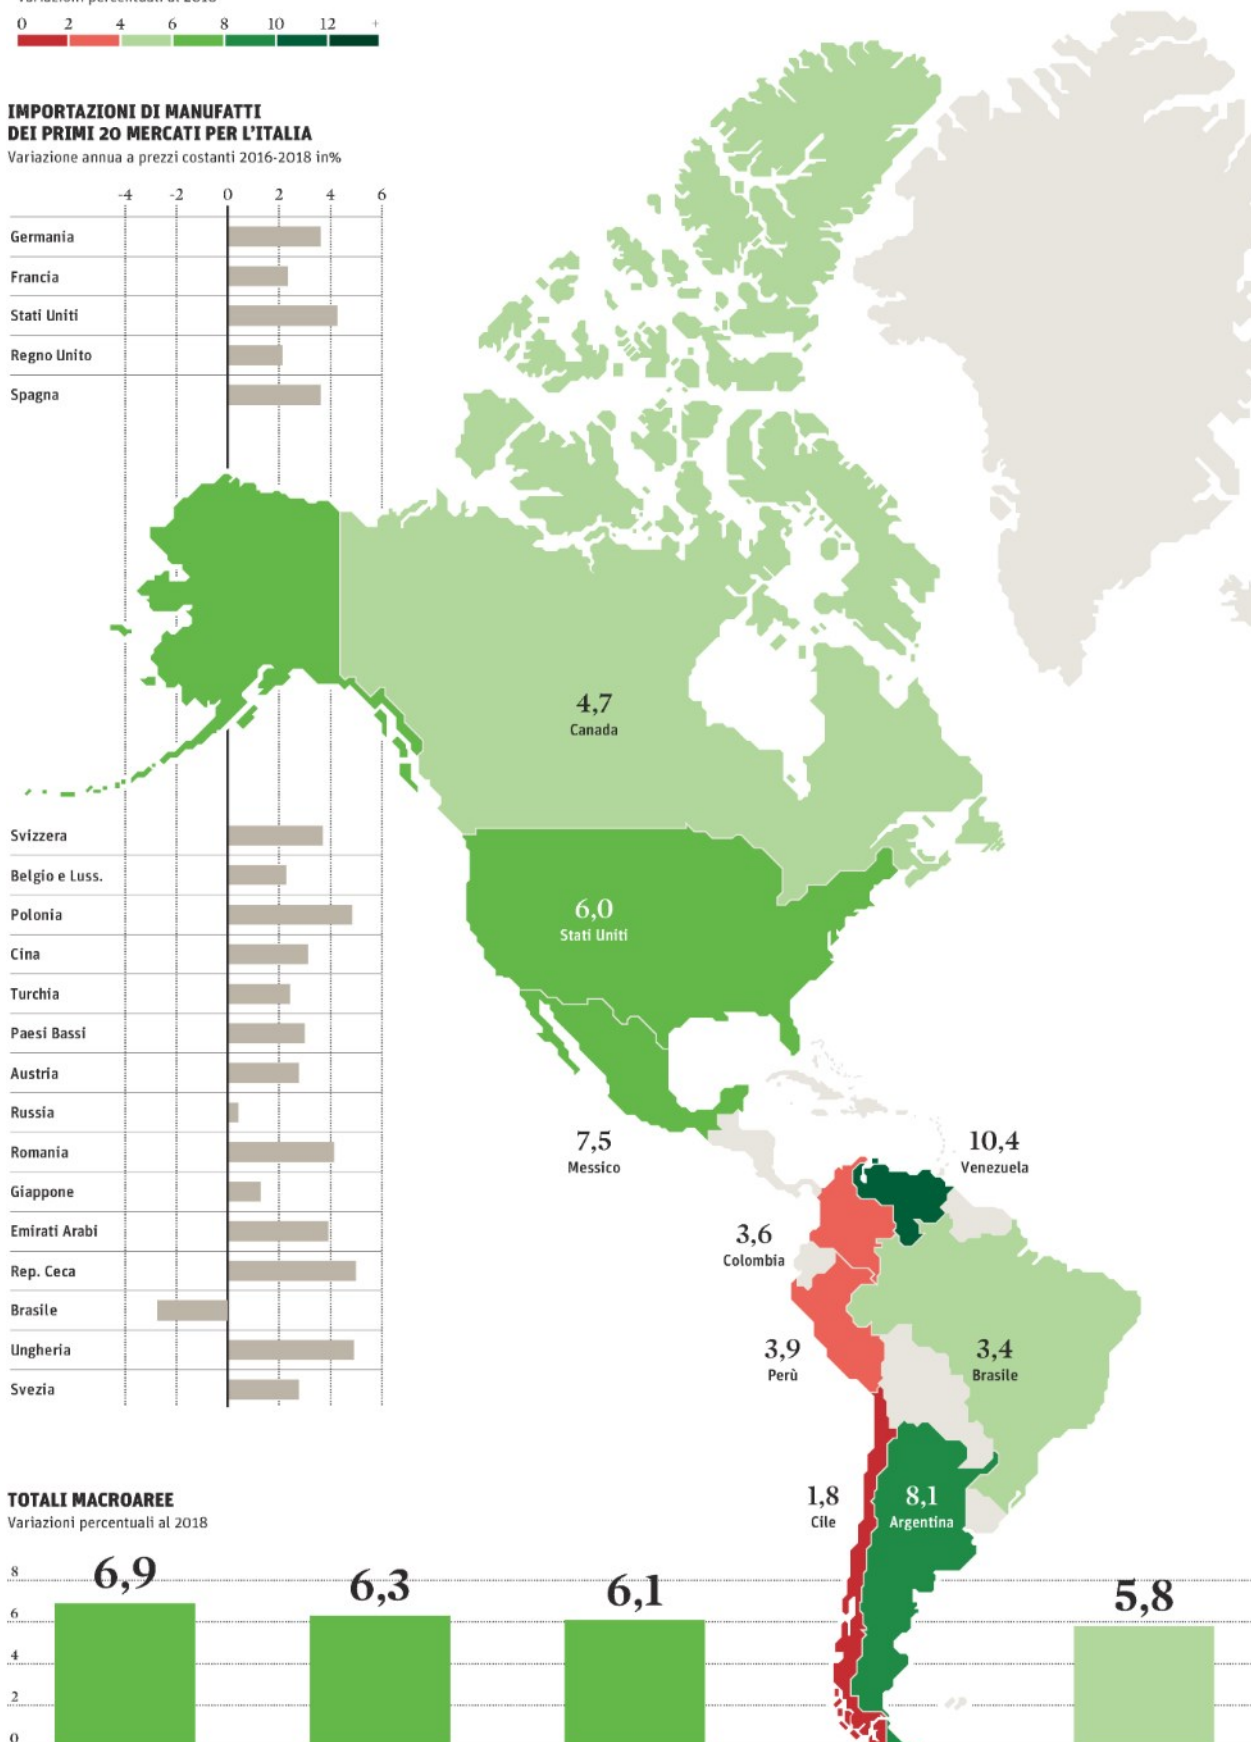 0 2 4 6 8 10 12 +
IMPORTAZIONI DI MANUFATTI
DEI PRIMI 20 MERCATI PER L'ITALIA
Variazione annua a prezzi costanti 2016-2018 in%
-4 -2 0 2 4 6
Germania
Francia
Stati Uniti
Regno Unito
Spagna
4,7
Canada
Svizzera
Belgio e Luss.
Polonia
6,0
Stati Uniti
Cina
Turchia
Paesi Bassi
Austria
Russia
Romania
7,5
Messico
10,4
Venezuela
Giappone
Emirati Arabi
3,6
Colombia
Rep. Ceca
Brasile
Ungheria
3,9
Perù
3,4
Brasile
Svezia
TOTALI MACROAREE
Variazioni percentuali al 2018
1,8
Cile
8,1
Argentina
8
6
4
2
0
6,9
6,3
6,1
5,8